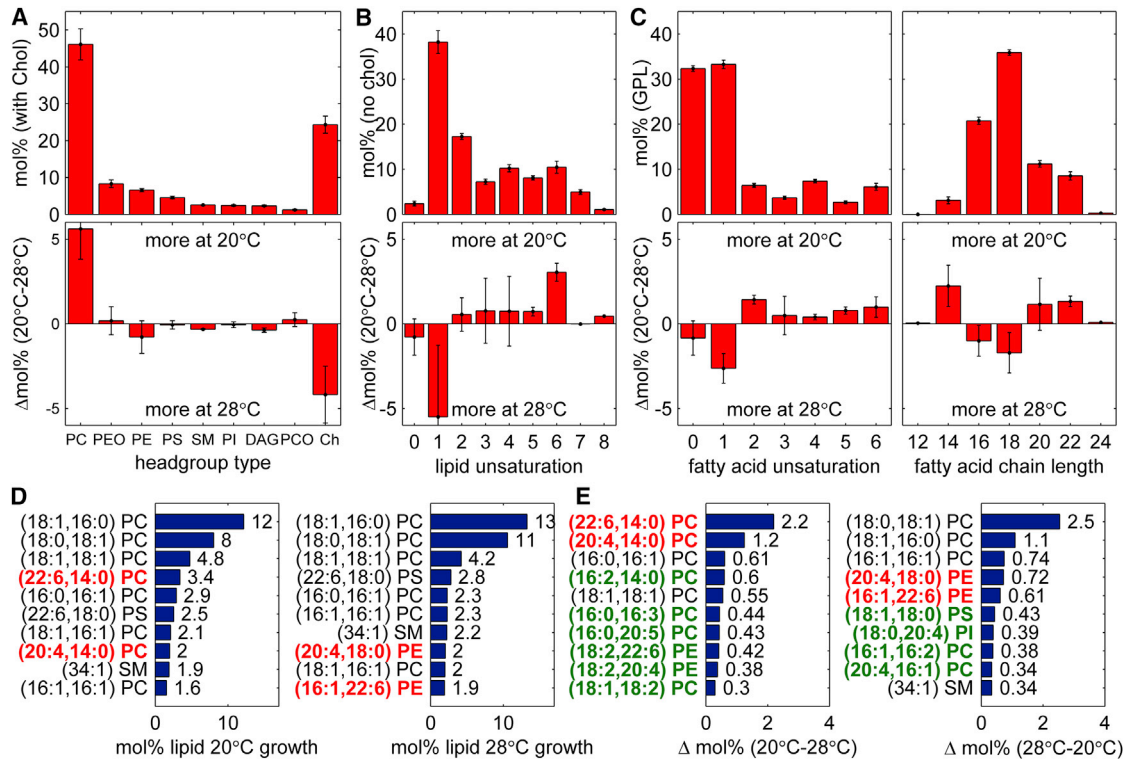 A
mol% (with Chol)
50
40
30
20
10
0
more at 20°C
Δmol% (20°C-28°C)
5
0
-5
PC PEO PE PS SM PI DAG PCO Ch
headgroup type
B
mol% (no chol)
40
30
20
10
0
more at 20°C
Δmol% (20°C-28°C)
5
0
-5
more at 28°C
0 1 2 3 4 5 6 7 8
lipid unsaturation
C
mol% (GPL)
40
30
20
10
0
more at 20°C
Δmol% (20°C-28°C)
5
0
-5
more at 28°C
0 1 2 3 4 5 6
fatty acid unsaturation
more at 20°C
more at 28°C
12 14 16 18 20 22 24
fatty acid chain length
more at 28°C
D
(18:1,16:0) PC 12
(18:0,18:1) PC 8
(18:1,18:1) PC 4.8
(22:6,14:0) PC 3.4
(16:0,16:1) PC 2.9
(22:6,18:0) PS 2.5
(18:1,16:1) PC 2.1
(20:4,14:0) PC 2
(34:1) SM 1.9
(16:1,16:1) PC 1.6
0 10
mol% lipid 20°C growth
(18:1,16:0) PC 13
(18:0,18:1) PC 11
(18:1,18:1) PC 4.2
(22:6,18:0) PS 2.8
(16:0,16:1) PC 2.3
(16:1,16:1) PC 2.3
(34:1) SM 2.2
(20:4,18:0) PE 2
(18:1,16:1) PC 2
(16:1,22:6) PE 1.9
0 10
mol% lipid 28°C growth
E
(22:6,14:0) PC 2.2
(20:4,14:0) PC 1.2
(16:0,16:1) PC 0.61
(16:2,14:0) PC 0.6
(18:1,18:1) PC 0.55
(16:0,16:3) PC 0.44
(16:0,20:5) PC 0.43
(18:2,22:6) PE 0.42
(18:2,20:4) PE 0.38
(18:1,18:2) PC 0.3
0 2 4
Δ mol% (20°C-28°C)
(18:0,18:1) PC 2.5
(18:1,16:0) PC 1.1
(16:1,16:1) PC 0.74
(20:4,18:0) PE 0.72
(16:1,22:6) PE 0.61
(18:1,18:0) PS 0.43
(18:0,20:4) PI 0.39
(16:1,16:2) PC 0.38
(20:4,16:1) PC 0.34
(34:1) SM 0.34
0 2 4
Δ mol% (28°C-20°C)